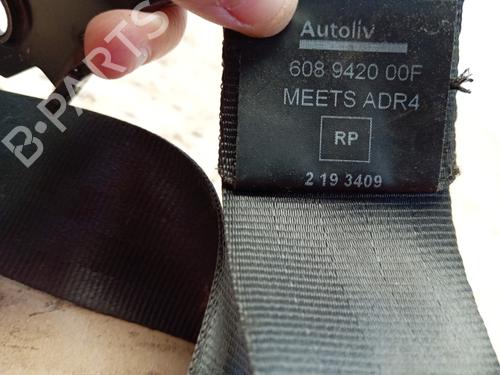 Autoliv
608 9420 00F
MEETS ADR4
RP
2 19 3409
B-PARTS